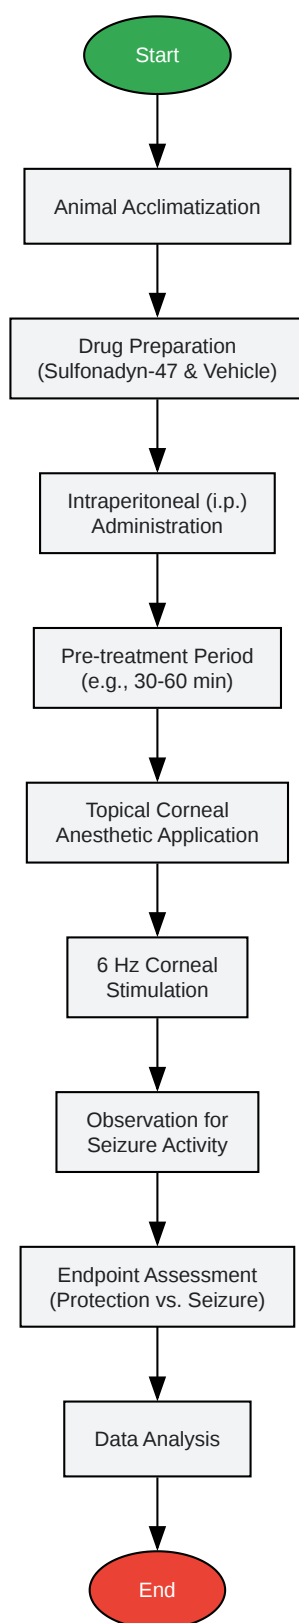 Start
Animal Acclimatization
Drug Preparation
(Sulfonadyn-47 & Vehicle)
Intraperitoneal (i.p.)
Administration
Pre-treatment Period
(e.g., 30-60 min)
Topical Corneal
Anesthetic Application
6 Hz Corneal
Stimulation
Observation for
Seizure Activity
Endpoint Assessment
(Protection vs. Seizure)
Data Analysis
End